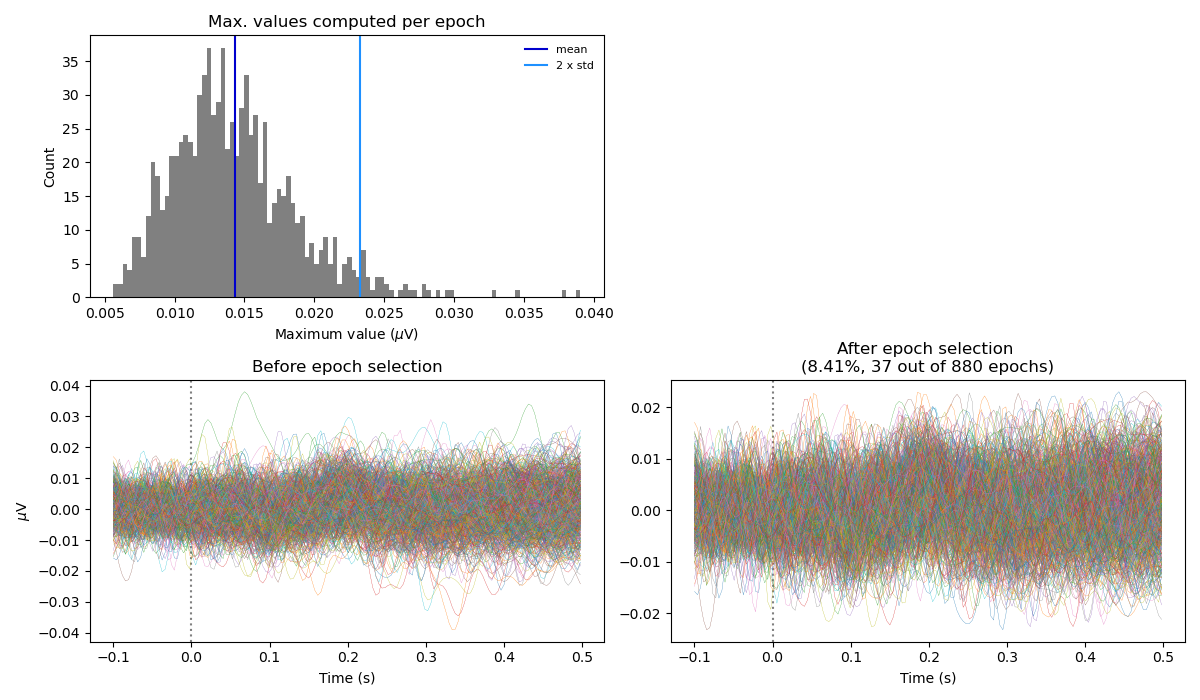 Max. values computed per epoch
mean
2 x std
35
30
25
20
15
10
5
0
Count
0.005 0.010 0.015 0.020 0.025 0.030 0.035 0.040
Maximum value (μV)
Before epoch selection
0.04
0.03
0.02
0.01
0.00
−0.01
−0.02
−0.03
−0.04
μV
−0.1 0.0 0.1 0.2 0.3 0.4 0.5
Time (s)
After epoch selection
(8.41%, 37 out of 880 epochs)
0.02
0.01
0.00
−0.01
−0.02
−0.1 0.0 0.1 0.2 0.3 0.4 0.5
Time (s)